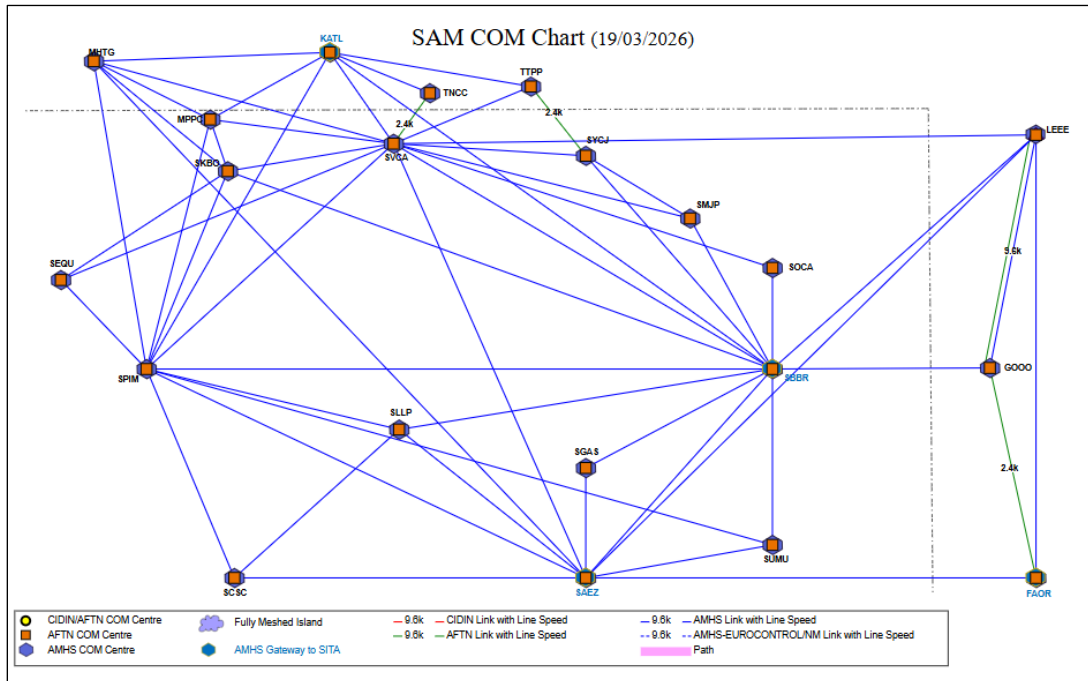 SAM COM Chart (19/03/2026)
KATL
MHTG
TTPP
TNCC
MPPC
2.4k
2.4k
SYCJ
LEEE
SVCA
SKBO
SMJP
9.6k
SOCA
SEQU
SPIM
SBBR
GOOO
SLLP
SGAS
2.4k
SUMU
SCSC
SAEZ
FAOR
CIDIN/AFTN COM Centre
AFTN COM Centre
AMHS COM Centre
Fully Meshed Island
AMHS Gateway to SITA
9.6k CIDIN Link with Line Speed
9.6k AFTN Link with Line Speed
9.6k AMHS Link with Line Speed
9.6k AMHS-EUROCONTROL/NM Link with Line Speed
Path